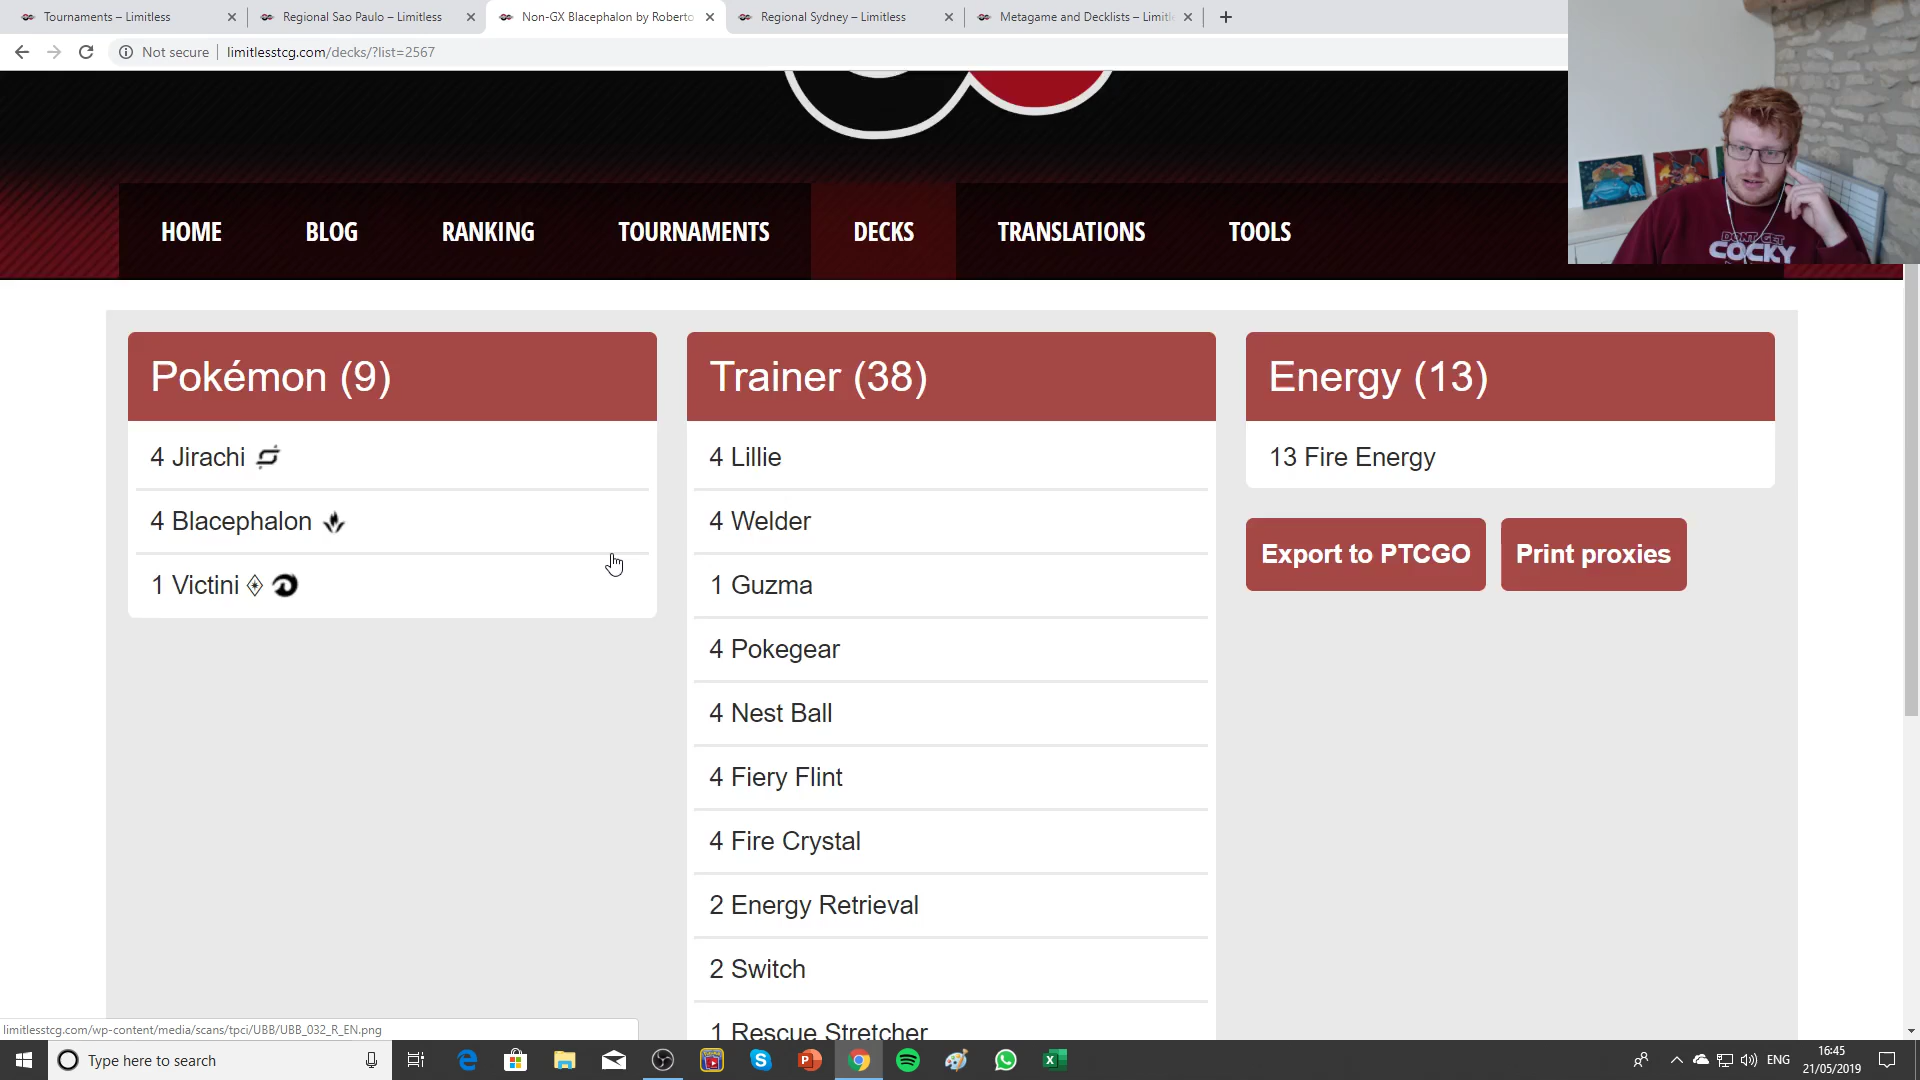 Tournaments – Limitless
Regional Sao Paulo – Limitless
Non-GX Blacephalon by Roberto
Regional Sydney – Limitless
Metagame and Decklists – Limitl
Not secure
limitlesstcg.com/decks/?list=2567
HOME
BLOG
RANKING
TOURNAMENTS
DECKS
TRANSLATIONS
TOOLS
DON'T GET
COCKY
Pokémon (9)
4 Jirachi
4 Blacephalon
1 Victini
Trainer (38)
4 Lillie
4 Welder
1 Guzma
4 Pokegear
4 Nest Ball
4 Fiery Flint
4 Fire Crystal
2 Energy Retrieval
2 Switch
1 Rescue Stretcher
Energy (13)
13 Fire Energy
Export to PTCGO
Print proxies
limitlesstcg.com/wp-content/media/scans/tpci/UBB/UBB_032_R_EN.png
Type here to search
ENG
16:45
21/05/2019